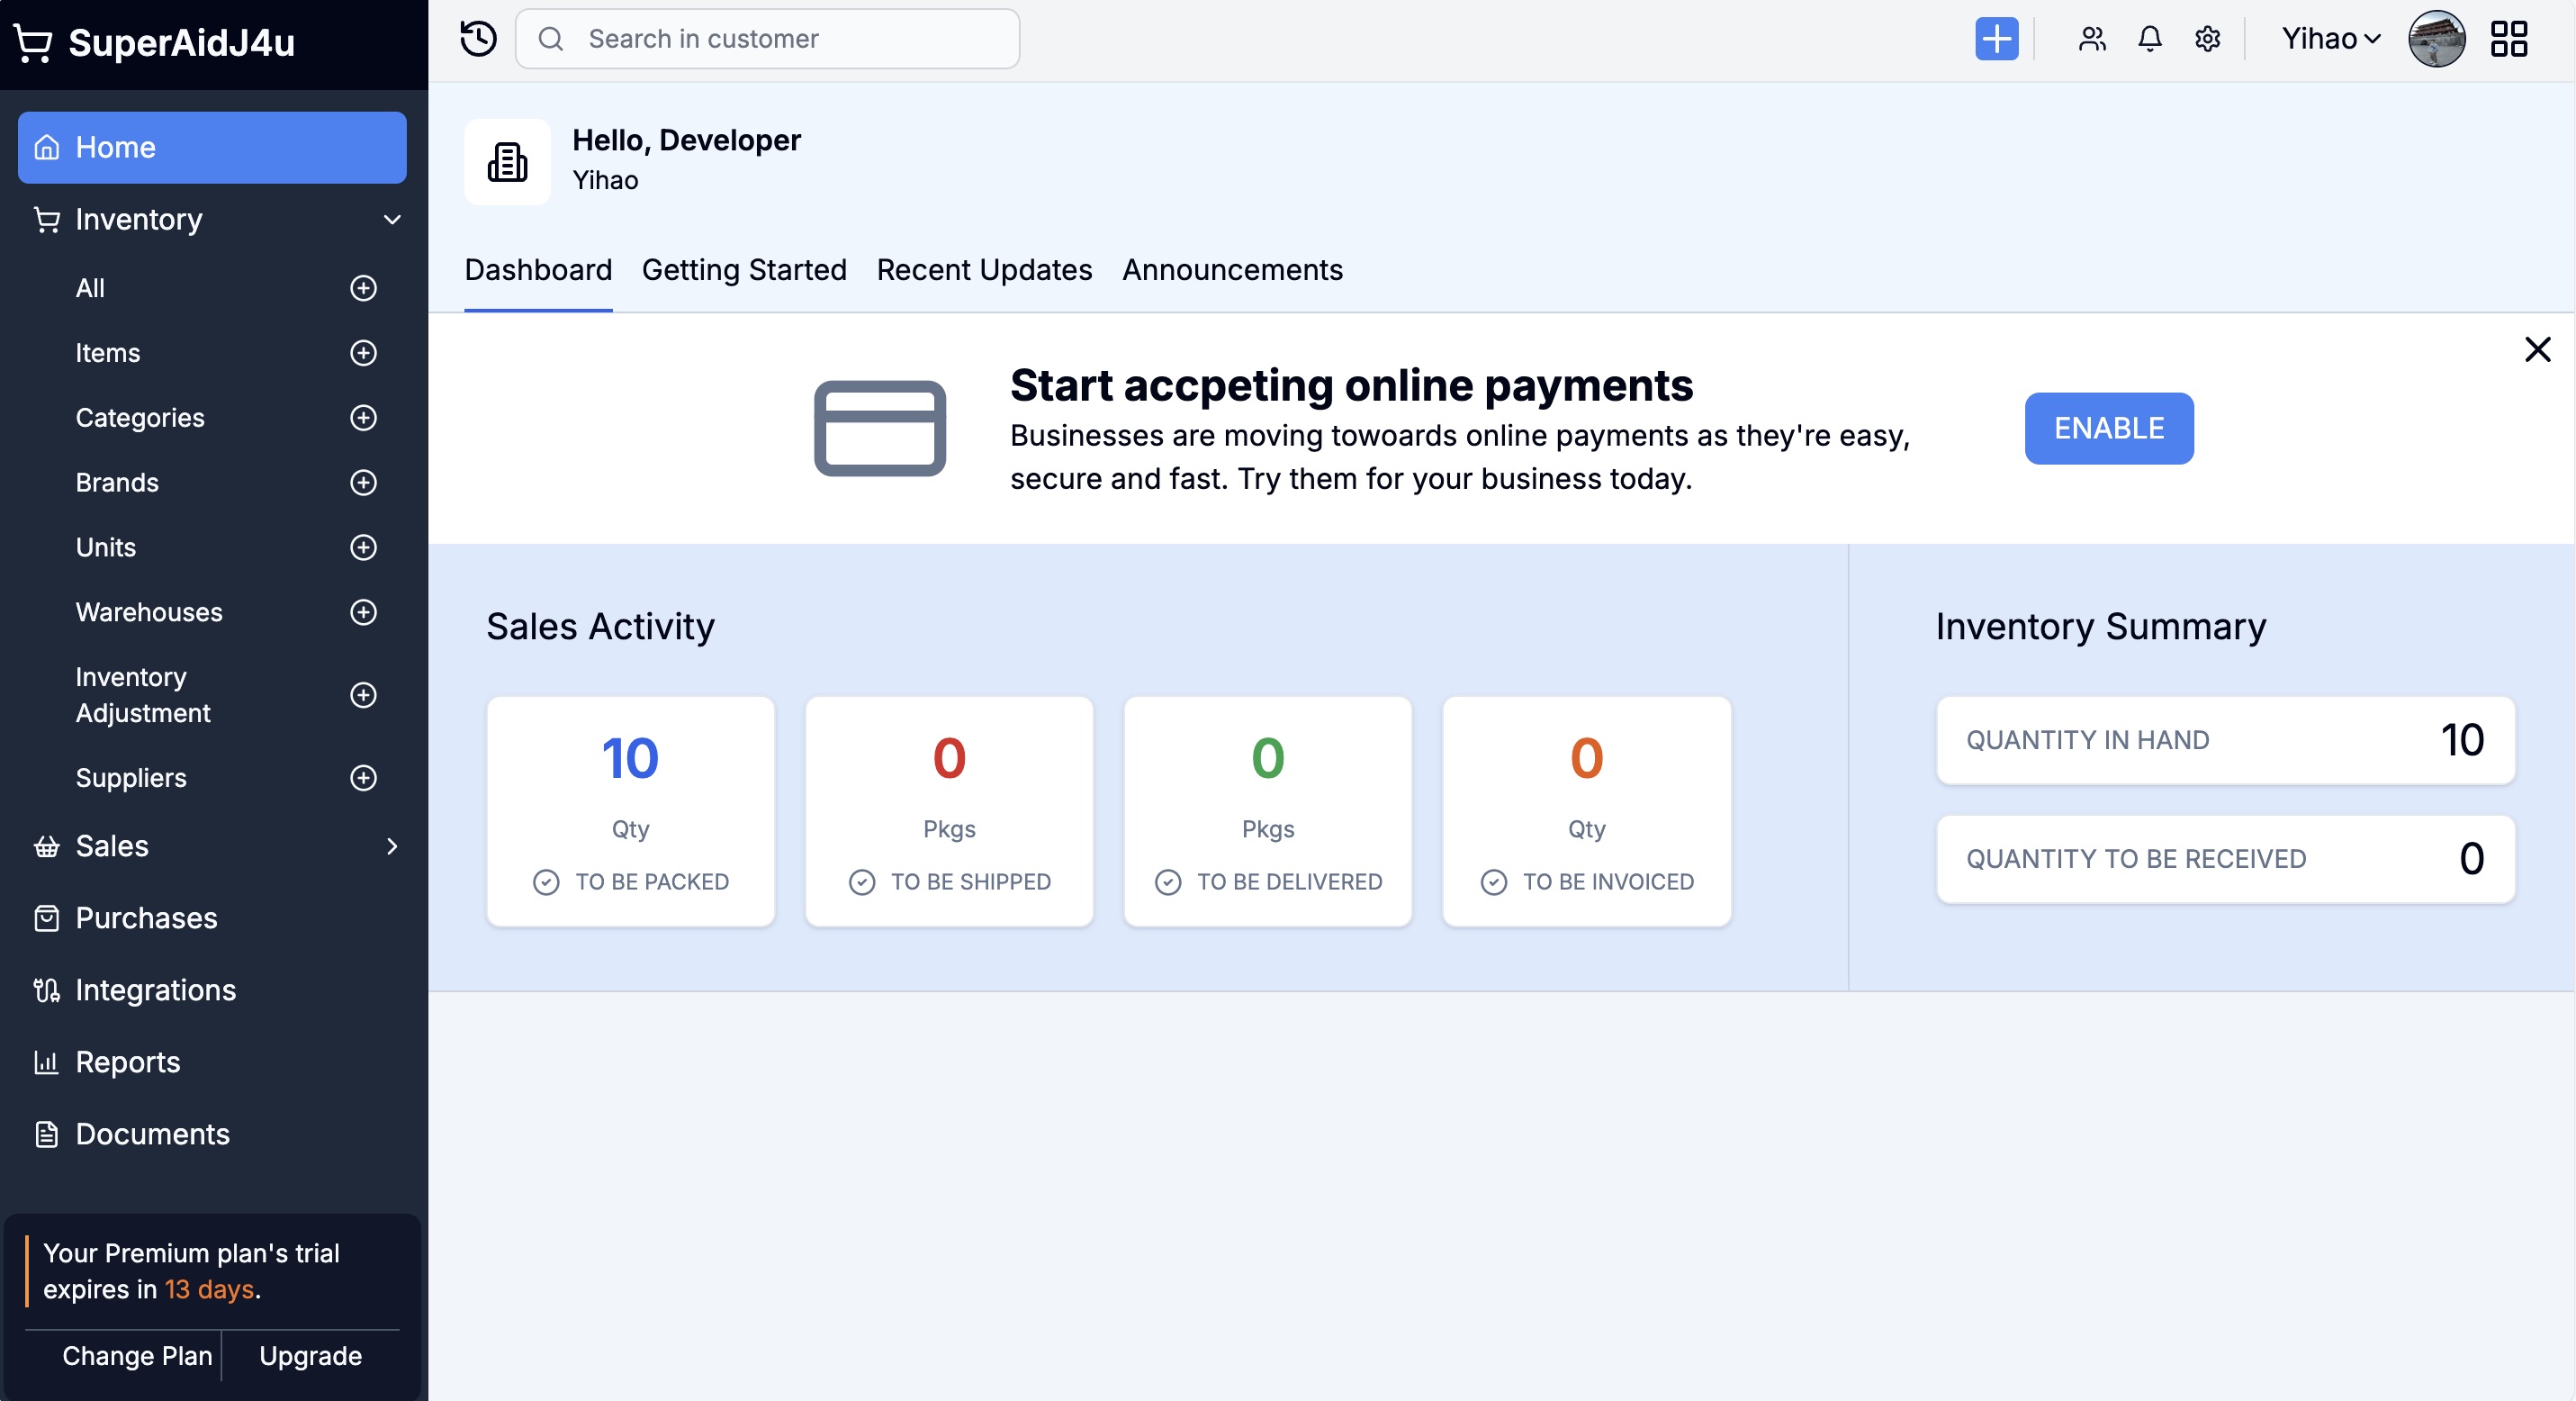 SuperAidJ4u
Home
Inventory
All
Items
Categories
Brands
Units
Warehouses
Inventory
Adjustment
Suppliers
Sales
Purchases
Integrations
Reports
Documents
Your Premium plan's trial
expires in 13 days.
Change Plan
Upgrade
Search in customer
Yihao
Hello, Developer
Yihao
Dashboard
Getting Started
Recent Updates
Announcements
Start accpeting online payments
Businesses are moving towoards online payments as they're easy,
secure and fast. Try them for your business today.
ENABLE
Sales Activity
10
Qty
TO BE PACKED
0
Pkgs
TO BE SHIPPED
0
Pkgs
TO BE DELIVERED
0
Qty
TO BE INVOICED
Inventory Summary
QUANTITY IN HAND 10
QUANTITY TO BE RECEIVED 0